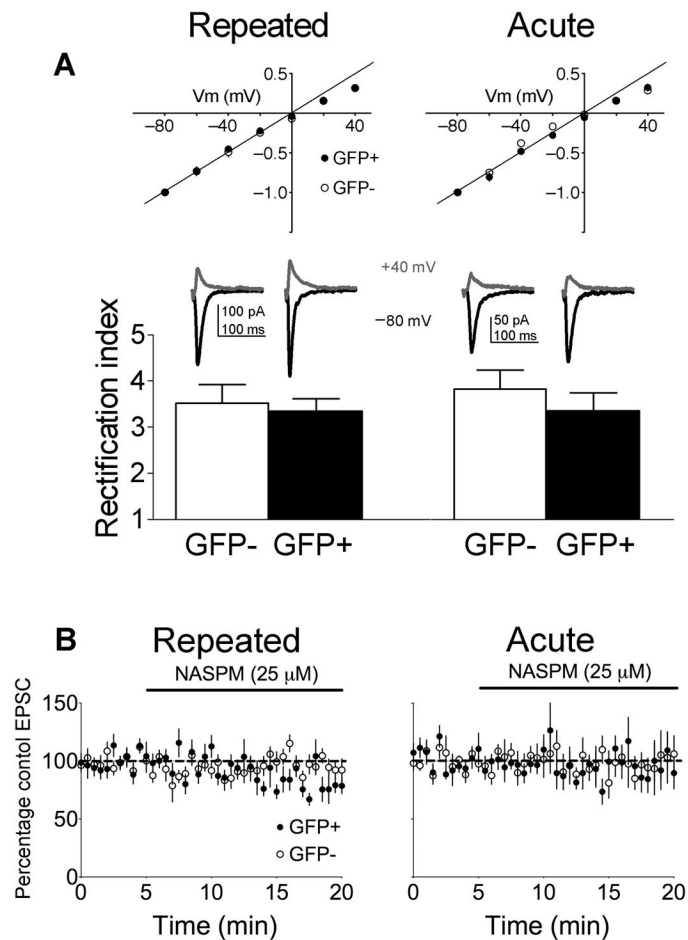 Repeated
Acute
A
0.5
Vm (mV)
−80
−40
40
−0.5
−1.0
GFP+
GFP-
0.5
Vm (mV)
−80
−40
40
−0.5
−1.0
+40 mV
−80 mV
100 pA
100 ms
50 pA
100 ms
Rectification index
5
4
3
2
1
GFP-
GFP+
GFP-
GFP+
B
Repeated
Acute
NASPM (25 μM)
NASPM (25 μM)
Percentage contol EPSC
150
100
50
0
GFP+
GFP-
0
5
10
15
20
Time (min)
0
5
10
15
20
Time (min)